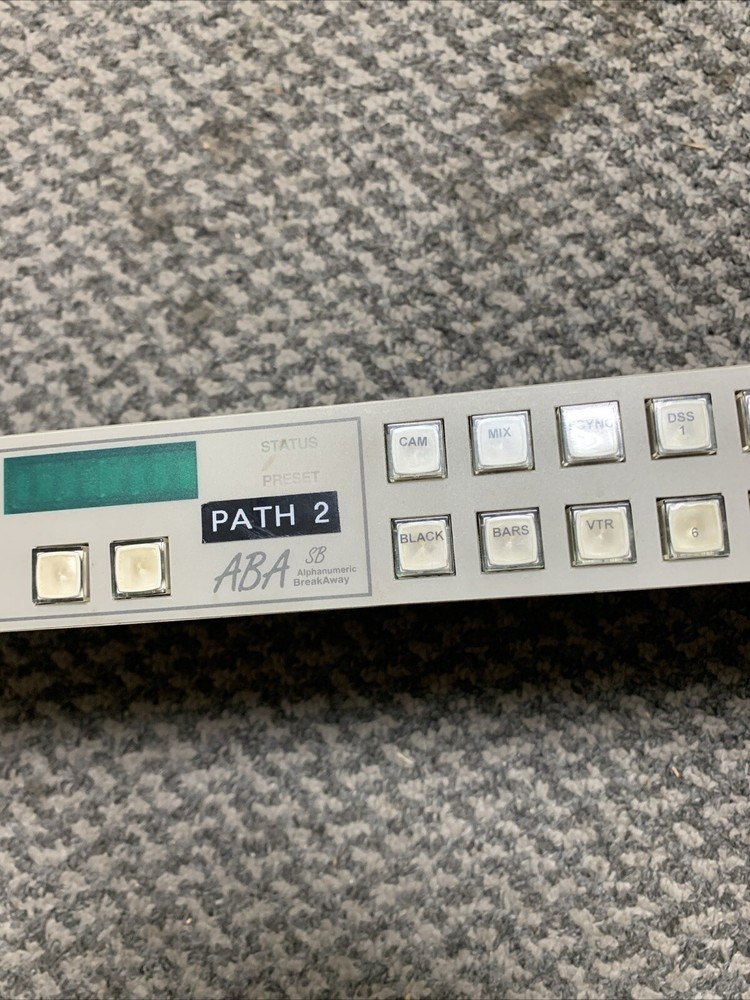 STATUS
PRESET
PATH 2
ABA SB
Alphanumeric
BreakAway
CAM
MIX
DSS
1
BLACK
BARS
VTR
6